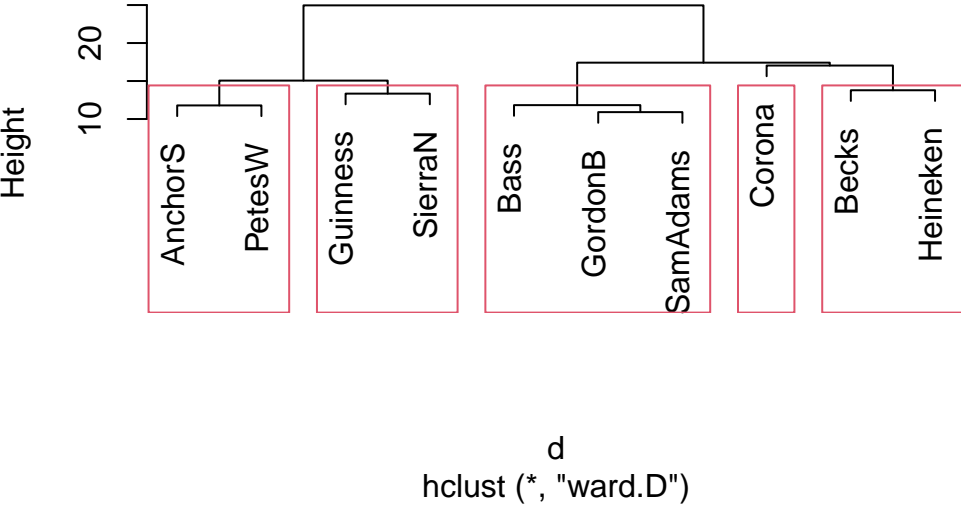 Height
20
10
AnchorS
PetesW
Guinness
SierraN
Bass
GordonB
SamAdams
Corona
Becks
Heineken
d
hclust (*, "ward.D")